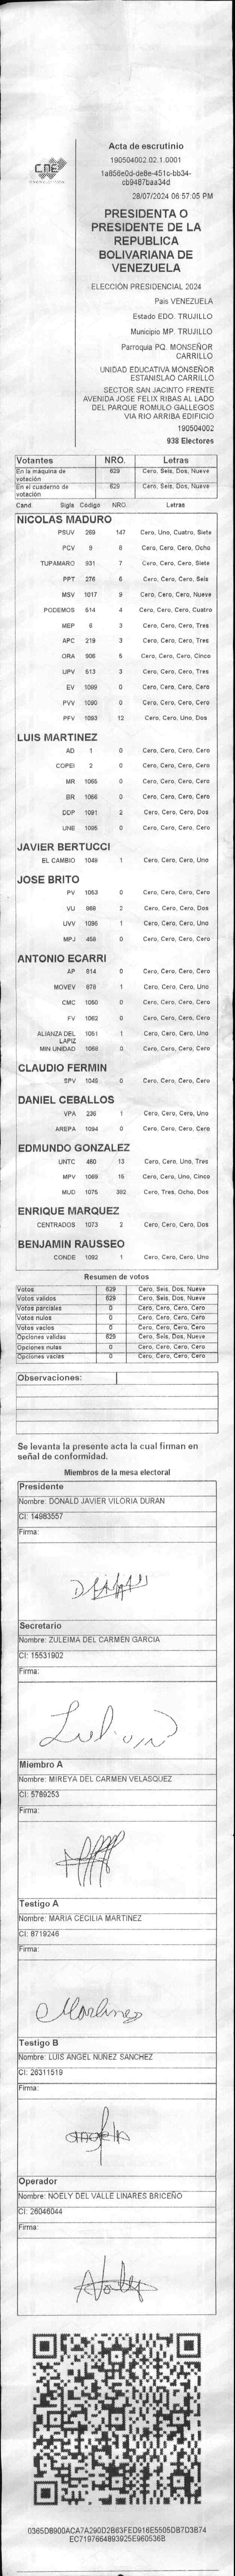 CNE
Acta de escrutinio
190504002.02.1.0001
1a856e0d-de8e-451c-bb34-
cb9487baa34d
28/07/2024 06:57:05 PM
PRESIDENTA O
PRESIDENTE DE LA
REPUBLICA
BOLIVARIANA DE
VENEZUELA
ELECCIÓN PRESIDENCIAL 2024
Pais VENEZUELA
Estado EDO. TRUJILLO
Municipio MP. TRUJILLO
Parroquia PQ. MONSEÑOR
CARRILLO
UNIDAD EDUCATIVA MONSEÑOR
ESTANISLAO CARRILLO
SECTOR SAN JACINTO FRENTE
AVENIDA JOSE FELIX RIBAS AL LADO
DEL PARQUE ROMULO GALLEGOS
VIA RIO ARRIBA EDIFICIO
190504002
938 Electores
Votantes NRO. Letras
En la máquina de votación 629 Cero, Seis, Dos, Nueve
En el cuaderno de votación 629 Cero, Seis, Dos, Nueve
Cand. Sigla Código NRO. Letras
NICOLAS MADURO
PSUV 269 147 Cero, Uno, Cuatro, Siete
PCV 9 8 Cero, Cero, Cero, Ocho
TUPAMARO 931 7 Cero, Cero, Cero, Siete
PPT 276 6 Cero, Cero, Cero, Seis
MSV 1017 9 Cero, Cero, Cero, Nueve
PODEMOS 514 4 Cero, Cero, Cero, Cuatro
MEP 6 3 Cero, Cero, Cero, Tres
APC 219 3 Cero, Cero, Cero, Tres
ORA 906 5 Cero, Cero, Cero, Cinco
UPV 513 3 Cero, Cero, Cero, Tres
EV 1089 0 Cero, Cero, Cero, Cero
PVV 1090 0 Cero, Cero, Cero, Cero
PFV 1093 12 Cero, Cero, Uno, Dos
LUIS MARTINEZ
AD 1 0 Cero, Cero, Cero, Cero
COPEI 2 0 Cero, Cero, Cero, Cero
MR 1065 0 Cero, Cero, Cero, Cero
BR 1066 0 Cero, Cero, Cero, Cero
DDP 1091 2 Cero, Cero, Cero, Dos
UNE 1095 0 Cero, Cero, Cero, Cero
JAVIER BERTUCCI
EL CAMBIO 1048 1 Cero, Cero, Cero, Uno
JOSE BRITO
PV 1053 0 Cero, Cero, Cero, Cero
VU 968 2 Cero, Cero, Cero, Dos
UVV 1096 1 Cero, Cero, Cero, Uno
MPJ 459 0 Cero, Cero, Cero, Cero
ANTONIO ECARRI
AP 814 0 Cero, Cero, Cero, Cero
MOVEV 878 1 Cero, Cero, Cero, Uno
CMC 1050 0 Cero, Cero, Cero, Cero
FV 1062 0 Cero, Cero, Cero, Cero
ALIANZA DEL LAPIZ 1051 1 Cero, Cero, Cero, Uno
MIN UNIDAD 1068 0 Cero, Cero, Cero, Cero
CLAUDIO FERMIN
SPV 1045 0 Cero, Cero, Cero, Cero
DANIEL CEBALLOS
VPA 236 1 Cero, Cero, Cero, Uno
AREPA 1094 0 Cero, Cero, Cero, Cero
EDMUNDO GONZALEZ
UNTC 480 13 Cero, Cero, Uno, Tres
MPV 1069 15 Cero, Cero, Uno, Cinco
MUD 1075 382 Cero, Tres, Ocho, Dos
ENRIQUE MARQUEZ
CENTRADOS 1073 2 Cero, Cero, Cero, Dos
BENJAMIN RAUSSEO
CONDE 1092 1 Cero, Cero, Cero, Uno
Resumen de votos
Votos 629 Cero, Seis, Dos, Nueve
Votos validos 629 Cero, Seis, Dos, Nueve
Votos parciales 0 Cero, Cero, Cero, Cero
Votos nulos 0 Cero, Cero, Cero, Cero
Votos vacios 0 Cero, Cero, Cero, Cero
Opciones validas 629 Cero, Seis, Dos, Nueve
Opciones nulas 0 Cero, Cero, Cero, Cero
Opciones vacias 0 Cero, Cero, Cero, Cero
Observaciones:
Se levanta la presente acta la cual firman en
señal de conformidad.
Miembros de la mesa electoral
Presidente
Nombre: DONALD JAVIER VILORIA DURAN
CI: 14983557
Firma:
Secretario
Nombre: ZULEIMA DEL CARMEN GARCIA
CI: 15531902
Firma:
Miembro A
Nombre: MIREYA DEL CARMEN VELASQUEZ
CI: 5789253
Firma:
Testigo A
Nombre: MARIA CECILIA MARTINEZ
CI: 8719246
Firma:
CMartinez
Testigo B
Nombre: LUIS ANGEL NUÑEZ SANCHEZ
CI: 26311519
Firma:
Operador
Nombre: NOELY DEL VALLE LINARES BRICEÑO
CI: 26046044
Firma:
0365DB900ACA7A290D2B63FED916E5505DB7D3B74
EC7197664893925E960536B